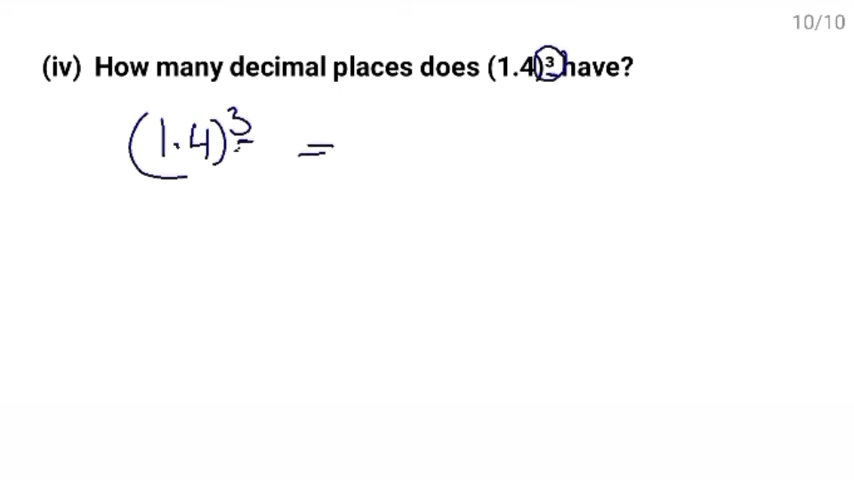 10/10
(iv) How many decimal places does (1.4)³ have?
(1.4)³ =